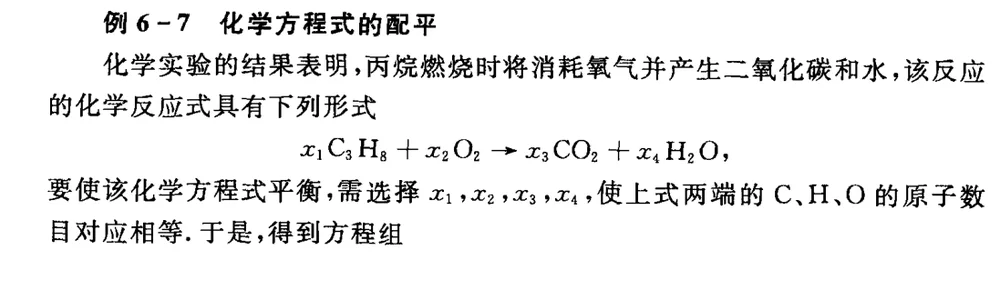 例6-7 化学方程式的配平
化学实验的结果表明,丙烷燃烧时将消耗氧气并产生二氧化碳和水,该反应
的化学反应式具有下列形式
x₁C₃H₈+x₂O₂→x₃CO₂+x₄H₂O,
要使该化学方程式平衡,需选择 x₁,x₂,x₃,x₄,使上式两端的 C、H、O 的原子数
目对应相等.于是,得到方程组